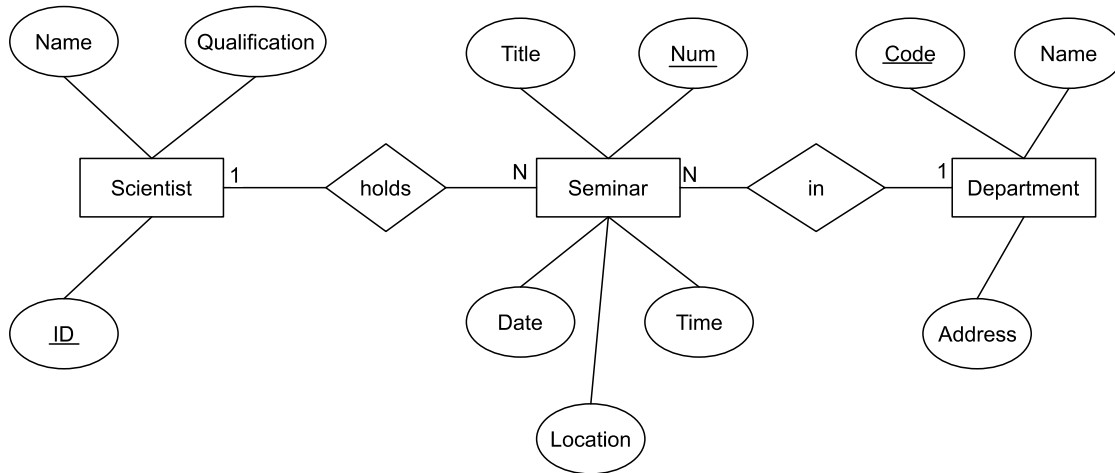 Name
Qualification
Title
Num
Code
Name
Scientist
1
holds
N
Seminar
N
in
1
Department
ID
Date
Time
Address
Location